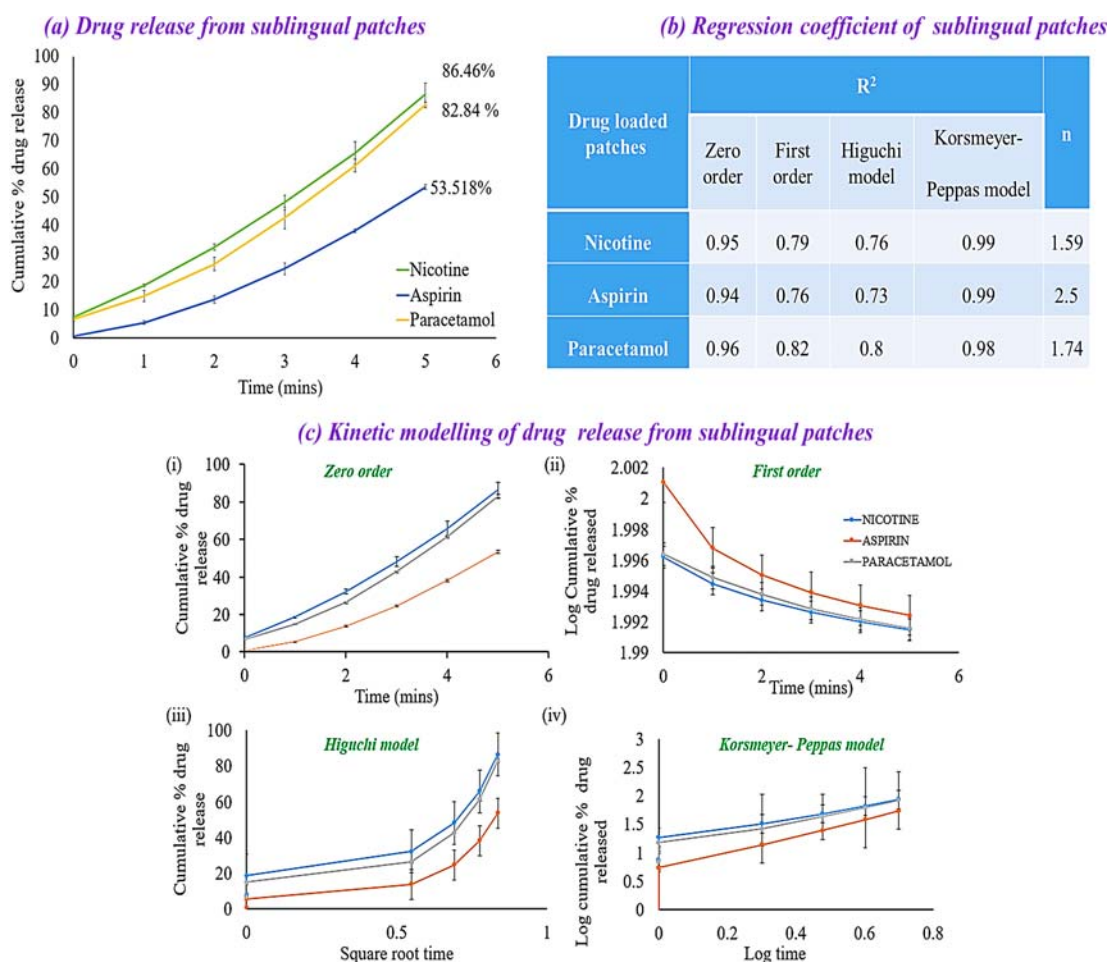 (a) Drug release from sublingual patches
100
90
80
70
60
50
40
30
20
10
0
Cumulative % drug release
86.46%
82.84 %
53.518%
Nicotine
Aspirin
Paracetamol
0 1 2 3 4 5 6
Time (mins)
(b) Regression coefficient of sublingual patches
Drug loaded
patches
R²
n
Zero
order
First
order
Higuchi
model
Korsmeyer-
Peppas model
Nicotine 0.95 0.79 0.76 0.99 1.59
Aspirin 0.94 0.76 0.73 0.99 2.5
Paracetamol 0.96 0.82 0.8 0.98 1.74
(c) Kinetic modelling of drug release from sublingual patches
(i)
Zero order
100
80
60
40
20
0
Cumulative % drug
release
0 2 4 6
Time (mins)
(ii)
First order
2.002
2
1.998
1.996
1.994
1.992
1.99
Log Cumulative %
drug released
NICOTINE
ASPIRIN
PARACETAMOL
0 2 4 6
Time (mins)
(iii)
Higuchi model
100
80
60
40
20
0
Cumulative % drug
release
0 0.5 1
Square root time
(iv)
Korsmeyer- Peppas model
3
2.5
2
1.5
1
0.5
0
Log cumulative % drug
released
0 0.2 0.4 0.6 0.8
Log time